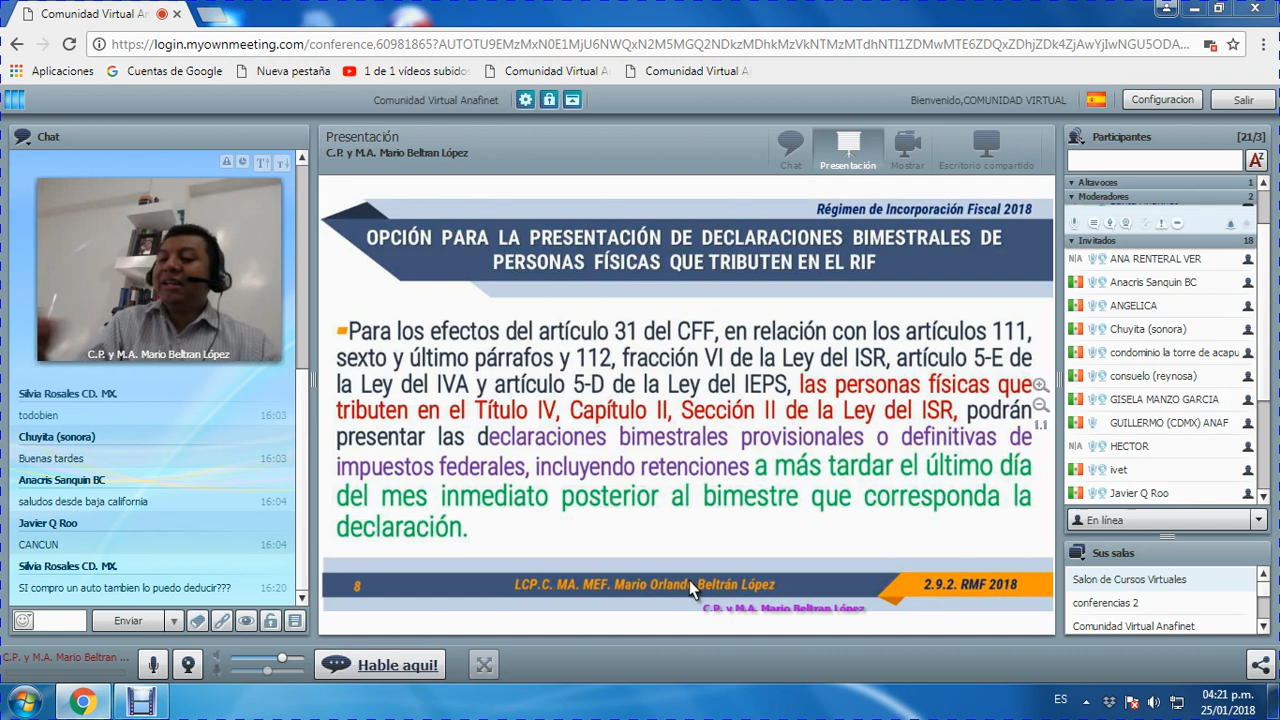 Comunidad Virtual Anafin
https://login.myownmeeting.com/conference,60981865?AUTOTU9EMzMxN0E1MjU6NWQxN2M5MGQ2NDkzMDhkMzVkNTMzMTdhNTI1ZDMwMTE6ZDQxZDhjZDk4ZjAwYjIwNGU5ODA...
Aplicaciones
Cuentas de Google
Nueva pestaña
1 de 1 vídeos subidos
Comunidad Virtual A
Comunidad Virtual A
Comunidad Virtual Anafinet
Bienvenido,COMUNIDAD VIRTUAL
Configuracion
Salir
Chat
C.P. y M.A. Mario Beltran López
Silvia Rosales CD. MX.
todobien 16:03
Chuyita (sonora)
Buenas tardes 16:03
Anacris Sanquin BC
saludos desde baja california 16:04
Javier Q Roo
CANCUN 16:04
Silvia Rosales CD. MX.
SI compro un auto tambien lo puedo deducir??? 16:20
Enviar
Presentación
C.P. y M.A. Mario Beltran López
Chat
Presentación
Mostrar
Escritorio compartido
Régimen de Incorporación Fiscal 2018
OPCIÓN PARA LA PRESENTACIÓN DE DECLARACIONES BIMESTRALES DE
PERSONAS FÍSICAS QUE TRIBUTEN EN EL RIF
Para los efectos del artículo 31 del CFF, en relación con los artículos 111,
sexto y último párrafos y 112, fracción VI de la Ley del ISR, artículo 5-E de
la Ley del IVA y artículo 5-D de la Ley del IEPS, las personas físicas que
tributen en el Título IV, Capítulo II, Sección II de la Ley del ISR, podrán
presentar las declaraciones bimestrales provisionales o definitivas de
impuestos federales, incluyendo retenciones a más tardar el último día
del mes inmediato posterior al bimestre que corresponda la
declaración.
1.1
8
LCP.C. MA. MEF. Mario Orlando Beltrán López
2.9.2. RMF 2018
C.P. y M.A. Mario Beltran López
Participantes [21/3]
Altavoces 1
Moderadores 2
Invitados 18
N/A ANA RENTERAL VER
Anacris Sanquin BC
ANGELICA
Chuyita (sonora)
condominio la torre de acapu
consuelo (reynosa)
GISELA MANZO GARCIA
GUILLERMO (CDMX) ANAF
N/A HECTOR
ivet
Javier Q Roo
En línea
Sus salas
Salon de Cursos Virtuales
conferencias 2
Comunidad Virtual Anafinet
C.P. y M.A. Mario Beltran ...
Hable aqui!
ES
04:21 p.m.
25/01/2018